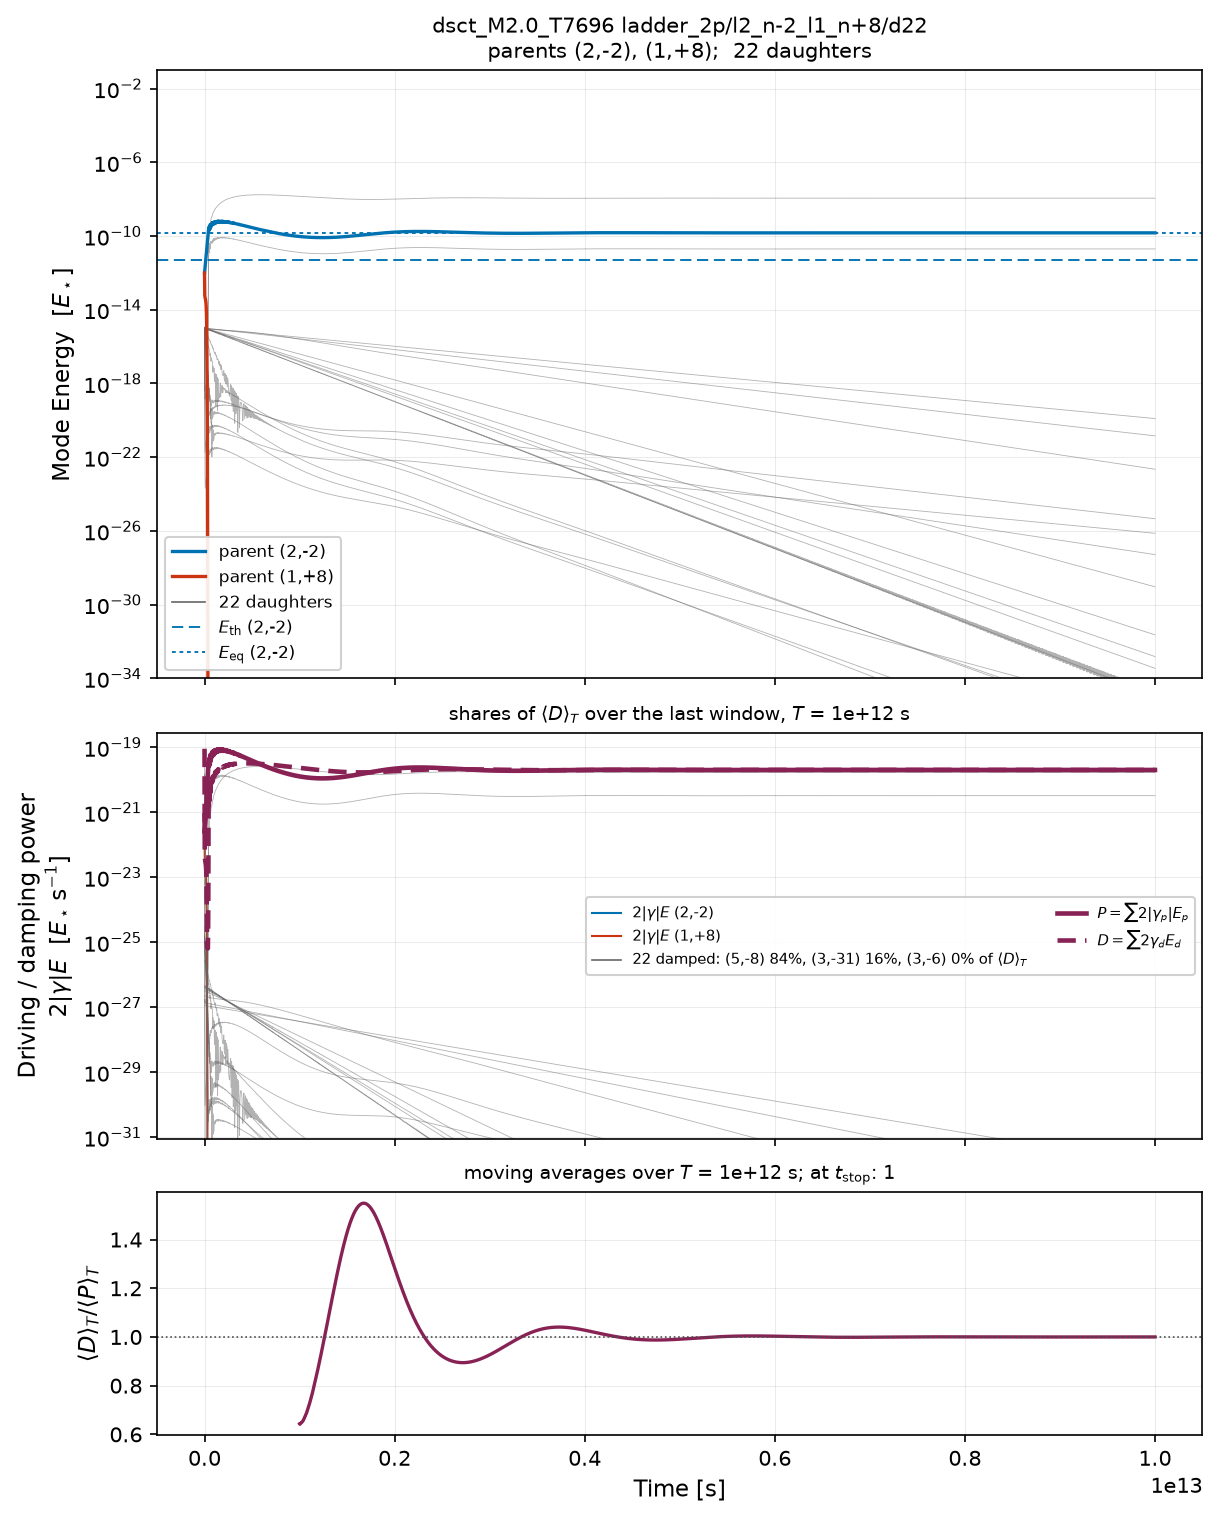 dsct_M2.0_T7696 ladder_2p/l2_n-2_l1_n+8/d22
parents (2,-2), (1,+8);  22 daughters
Mode Energy  [E⋆]
10⁻²
10⁻⁶
10⁻¹⁰
10⁻¹⁴
10⁻¹⁸
10⁻²²
10⁻²⁶
10⁻³⁰
10⁻³⁴
parent (2,-2)
parent (1,+8)
22 daughters
E_th (2,-2)
E_eq (2,-2)
shares of ⟨D⟩_T over the last window, T = 1e+12 s
Driving / damping power
2|γ|E  [E⋆ s⁻¹]
10⁻¹⁹
10⁻²¹
10⁻²³
10⁻²⁵
10⁻²⁷
10⁻²⁹
10⁻³¹
2|γ|E (2,-2)
2|γ|E (1,+8)
22 damped: (5,-8) 84%, (3,-31) 16%, (3,-6) 0% of ⟨D⟩_T
P = ∑2|γ_p|E_p
D = ∑2γ_dE_d
moving averages over T = 1e+12 s; at t_stop: 1
⟨D⟩_T/⟨P⟩_T
1.4
1.2
1.0
0.8
0.6
0.0
0.2
0.4
0.6
0.8
1.0
1e13
Time [s]